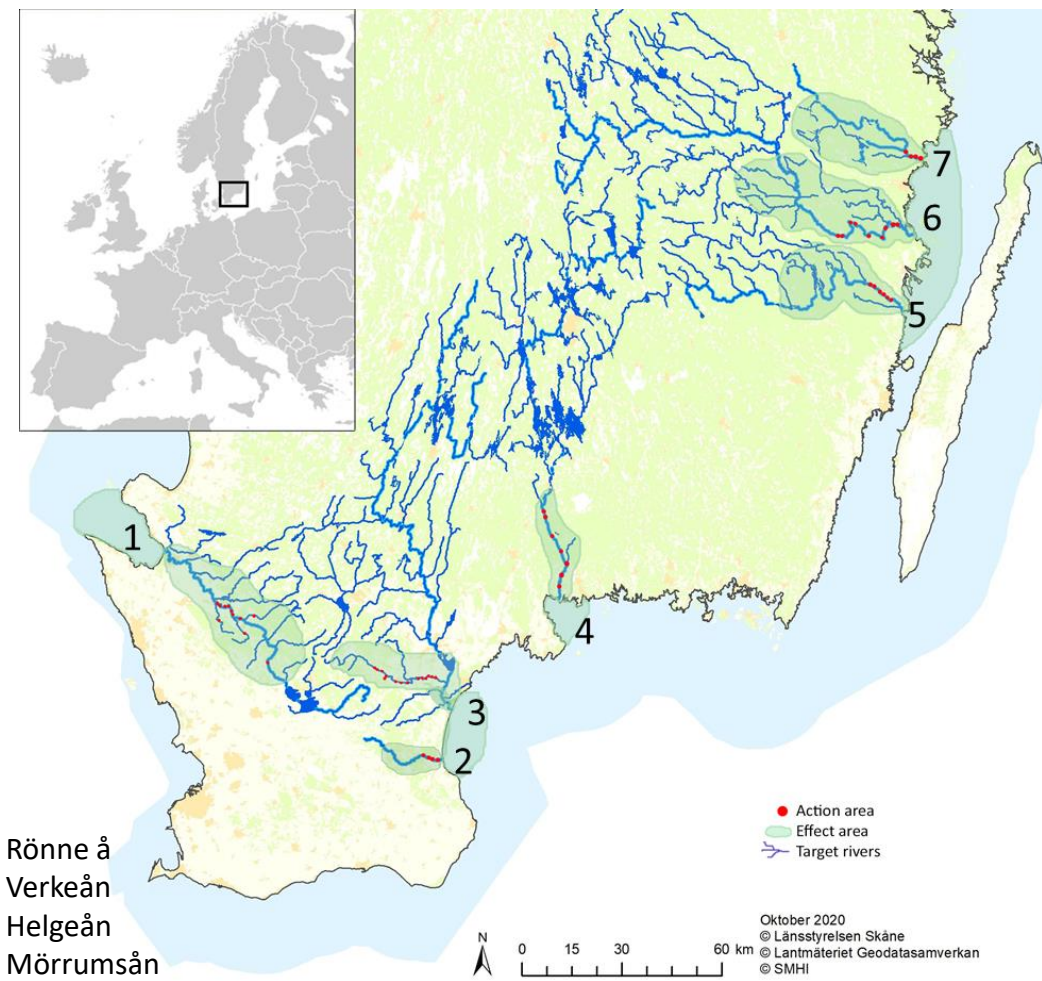 7
6
5
1
4
3
2
Action area
Effect area
Target rivers
Rönne å
Verkeån
Helgeån
Mörrumsån
N
0 15 30 60 km
Oktober 2020
© Länsstyrelsen Skåne
© Lantmäteriet Geodatasamverkan
© SMHI